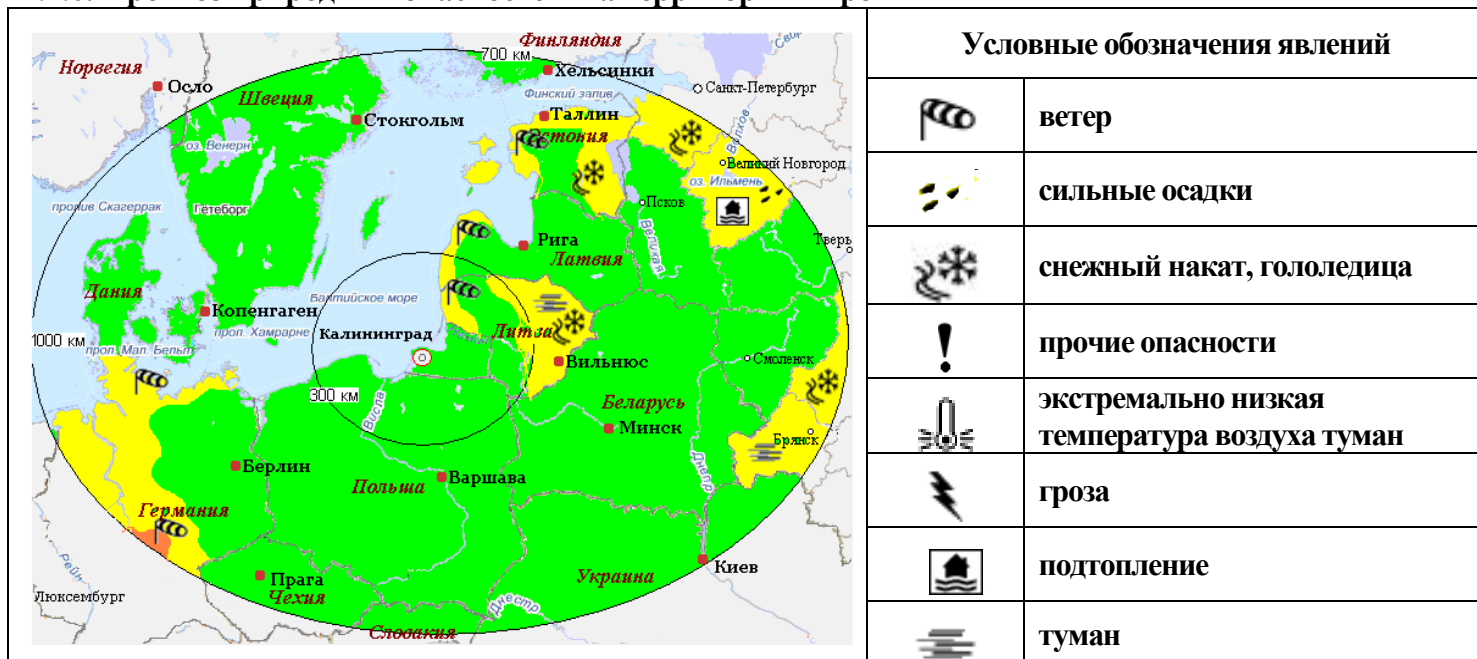 Финляндия
700 км
Норвегия
Хельсинки
Осло
Санкт-Петербург
Финский залив
Швеция
Таллин
Стокгольм
Эстония
Волхов
оз. Венерн
Великий Новгород
оз. Ильмень
Псков
пролив Скагеррак
Гетеборг
Великая
Рига
Тверь
Латвия
Дания
Балтийское море
Копенгаген
Литва
Калининград
проп. Хамрарне
1000 км
проп. Мал. Бельт
Вильнюс
Смоленск
300 км
Висла
Беларусь
Минск
Брянск
Берлин
Варшава
Днепр
Польша
Германия
Киев
Рейн
Прага
Украина
Люксембург
Чехия
Днестр
Словакия
Условные обозначения явлений
ветер
сильные осадки
снежный накат, гололедица
прочие опасности
экстремально низкая
температура воздуха туман
гроза
подтопление
туман